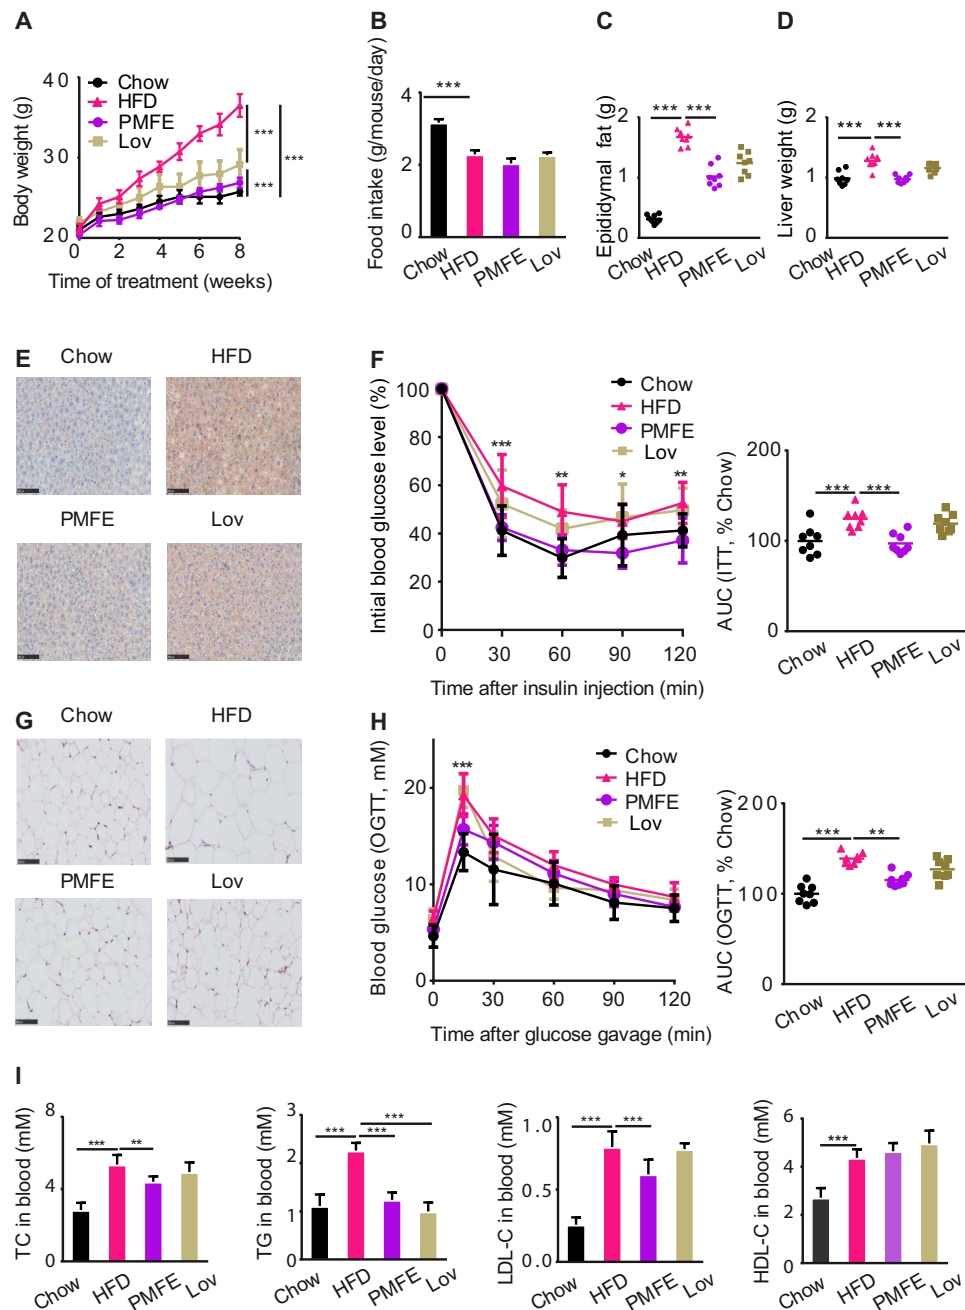 A
Body weight (g)
40
30
20
Chow
HFD
PMFE
Lov
***
***
***
0 2 4 6 8
Time of treatment (weeks)
B
Food intake (g/mouse/day)
4
2
0
***
Chow HFD PMFE Lov
C
Epididymal fat (g)
2
1
0
*** ***
Chow HFD PMFE Lov
D
Liver weight (g)
2
1
0
*** ***
Chow HFD PMFE Lov
E
Chow HFD
PMFE Lov
F
Intial blood glucose level (%)
100
80
60
40
20
0
Chow
HFD
PMFE
Lov
*** ** * **
0 30 60 90 120
Time after insulin injection (min)
AUC (ITT, % Chow)
200
100
0
*** ***
Chow HFD PMFE Lov
G
Chow HFD
PMFE Lov
H
Blood glucose (OGTT, mM)
20
10
0
***
Chow
HFD
PMFE
Lov
0 30 60 90 120
Time after glucose gavage (min)
AUC (OGTT, % Chow)
200
100
0
*** **
Chow HFD PMFE Lov
I
TC in blood (mM)
8
4
0
*** **
Chow HFD PMFE Lov
TG in blood (mM)
3
2
1
0
***
*** ***
Chow HFD PMFE Lov
LDL-C in blood (mM)
1.0
0.5
0.0
*** ***
Chow HFD PMFE Lov
HDL-C in blood (mM)
6
4
2
0
***
Chow HFD PMFE Lov